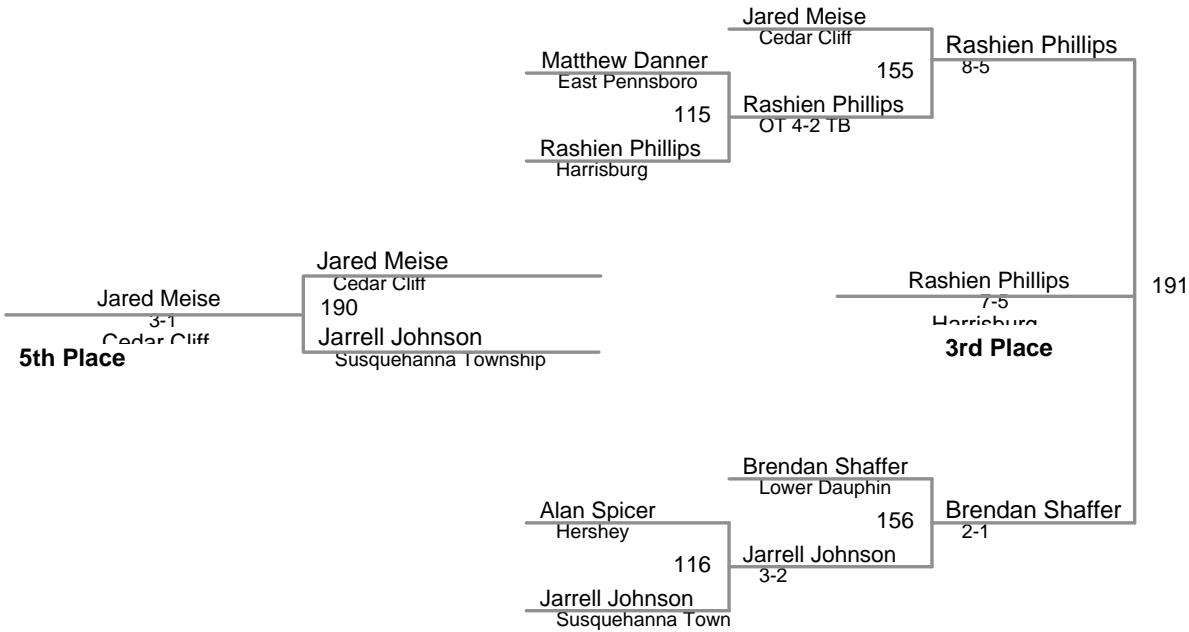 Jared Meise
Cedar Cliff
Rashien Phillips
8-5
Matthew Danner
East Pennsboro
155
115
Rashien Phillips
OT 4-2 TB
Rashien Phillips
Harrisburg
Jared Meise
Cedar Cliff
Jared Meise
3-1
Cedar Cliff
5th Place
190
Jarrell Johnson
Susquehanna Township
Rashien Phillips
7-5
Harrisburg
3rd Place
191
Brendan Shaffer
Lower Dauphin
Alan Spicer
Hershey
156
Brendan Shaffer
2-1
116
Jarrell Johnson
3-2
Jarrell Johnson
Susquehanna Town